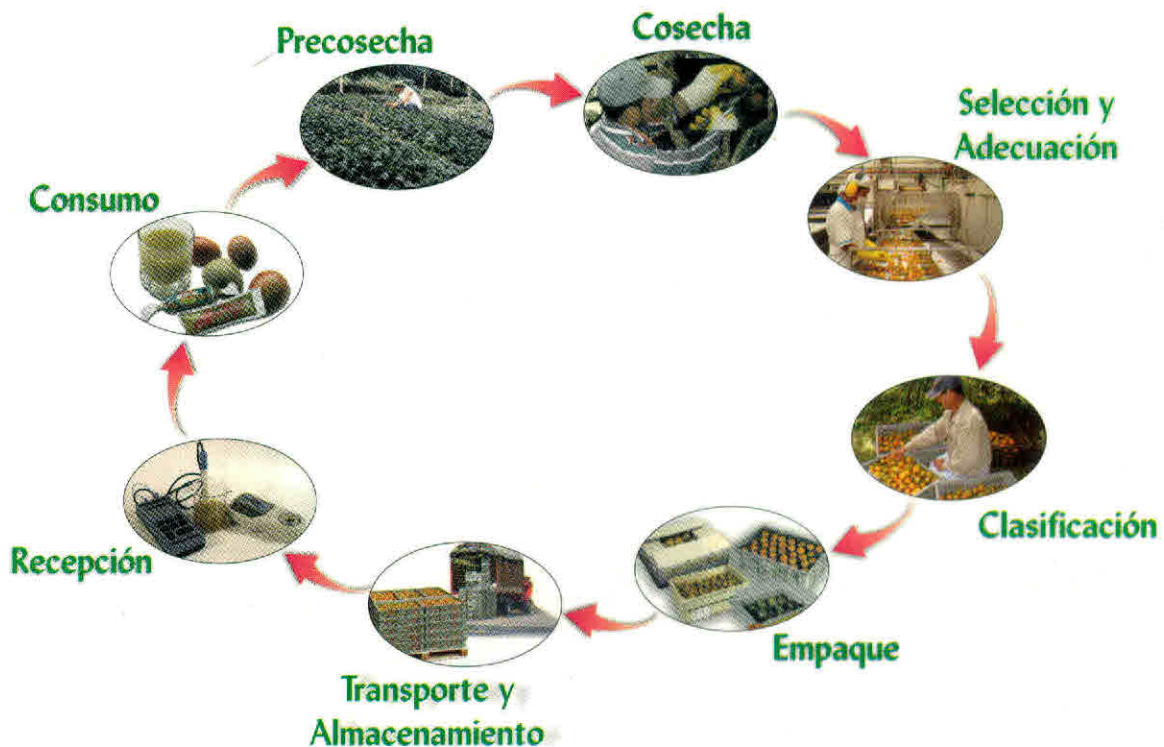 Precosecha
Cosecha
Selección y
Adecuación
Clasificación
Empaque
Transporte y
Almacenamiento
Recepción
Consumo